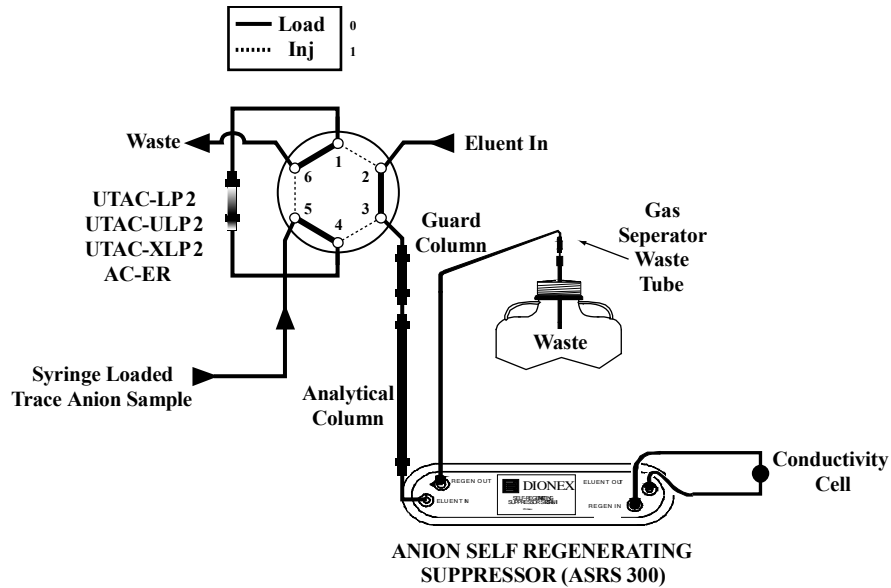 Load 0
Inj 1
Waste
Eluent In
1
6
2
5
3
4
UTAC-LP2
UTAC-ULP2
UTAC-XLP2
AC-ER
Guard
Column
Gas
Seperator
Waste
Tube
Waste
Syringe Loaded
Trace Anion Sample
Analytical
Column
Conductivity
Cell
REGEN OUT
DIONEX
ELUENT OUT
ELUENT IN
SELF-REGENERATING
REGEN IN
ANION SELF REGENERATING
SUPPRESSOR (ASRS 300)